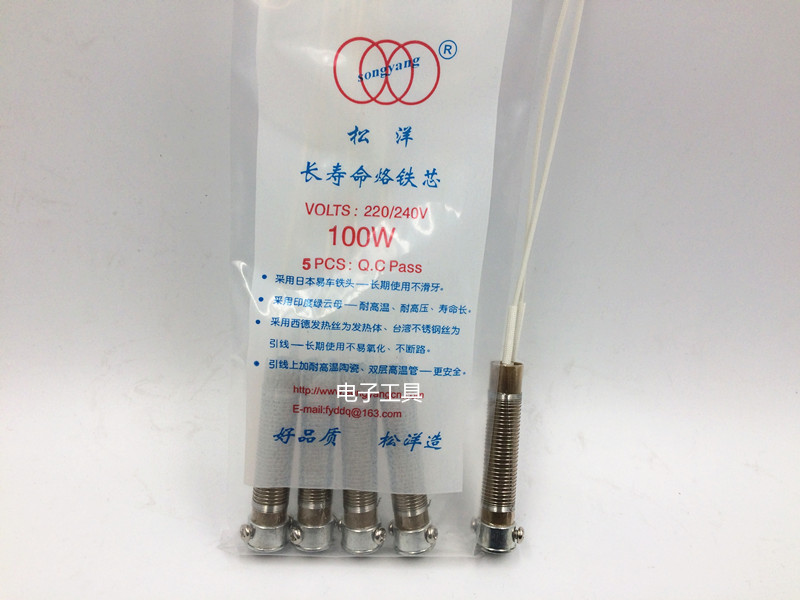 songyang ®
松 洋
长寿命烙铁芯
VOLTS: 220/240V
100W
5 PCS: Q.C Pass
• 采用日本易车铁头—长期使用不滑牙。
• 采用印度绿云母—耐高温、耐高压、寿命长。
• 采用西德发热丝为发热体、台湾不锈钢丝为
引线—长期使用不易氧化、不断路。
• 引线上加耐高温陶瓷、双层高温管—更安全。
电子工具
E-mail:fyddq@163.com
好品质 松洋造